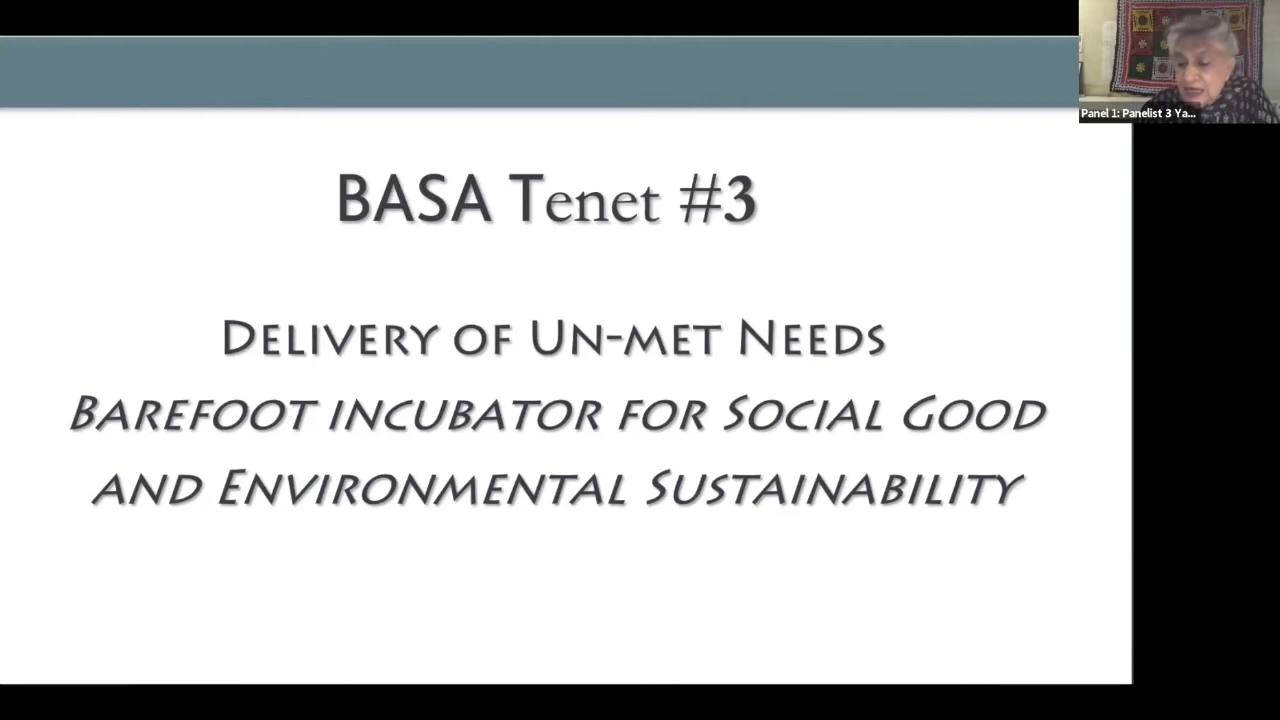 BASA Tenet #3
DELIVERY OF UN-MET NEEDS
BAREFOOT INCUBATOR FOR SOCIAL GOOD
AND ENVIRONMENTAL SUSTAINABILITY
Panel 1: Panelist 3 Ya...